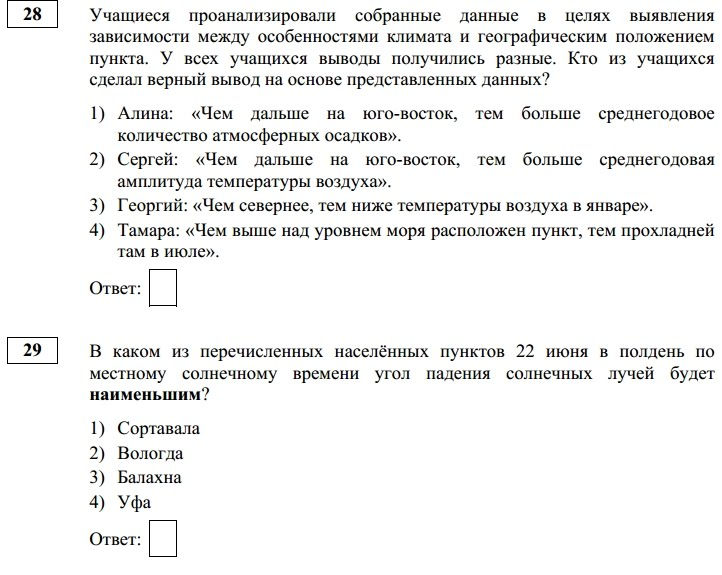 28
Учащиеся проанализировали собранные данные в целях выявления
зависимости между особенностями климата и географическим положением
пункта. У всех учащихся выводы получились разные. Кто из учащихся
сделал верный вывод на основе представленных данных?
1) Алина: «Чем дальше на юго-восток, тем больше среднегодовое
количество атмосферных осадков».
2) Сергей: «Чем дальше на юго-восток, тем больше среднегодовая
амплитуда температуры воздуха».
3) Георгий: «Чем севернее, тем ниже температуры воздуха в январе».
4) Тамара: «Чем выше над уровнем моря расположен пункт, тем прохладней
там в июле».
Ответ:
29
В каком из перечисленных населённых пунктов 22 июня в полдень по
местному солнечному времени угол падения солнечных лучей будет
наименьшим?
1) Сортавала
2) Вологда
3) Балахна
4) Уфа
Ответ: